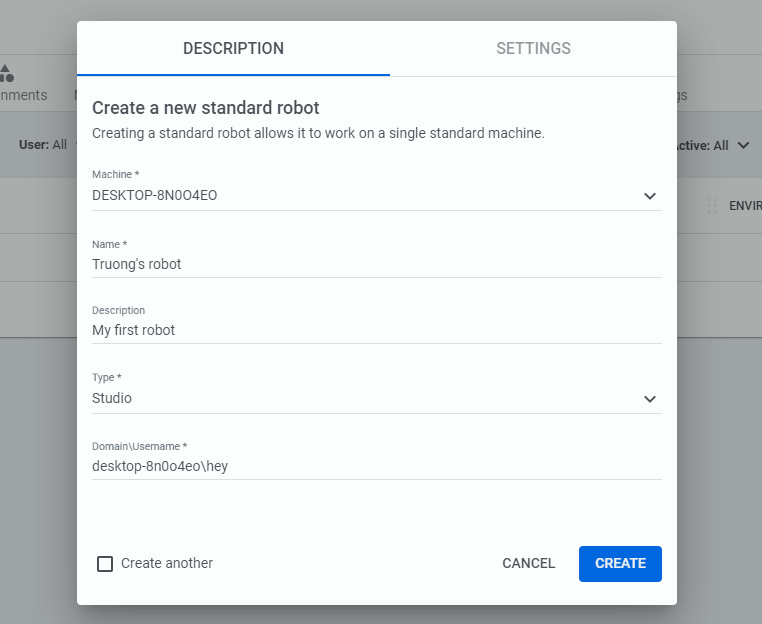 DESCRIPTION
SETTINGS
Create a new standard robot
nments
gs
Creating a standard robot allows it to work on a single standard machine.
User: All
Active: All
Machine *
DESKTOP-8N0O4EO
ENVIR
Name *
Truong's robot
Description
My first robot
Type *
Studio
Domain\Username *
desktop-8n0o4eo\hey
Create another
CANCEL
CREATE